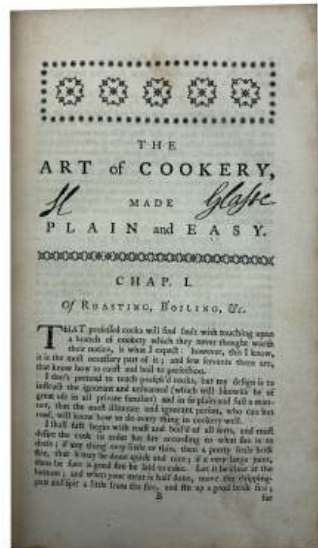 THE
ART of COOKERY,
H Glasse
MADE
PLAIN and EASY.
CHAP. I.
Of ROASTING, BOILING, &c.
THAT profess'd cooks will find fault with touching upon
a branch of cookery which they never thought worth
their notice, is what I expect: however, this I know,
it is the most necessary part of it; and few servants there are,
that know how to roast and boil to perfection.
I don't pretend to teach profess'd cooks, but my design is to
instruct the ignorant and unlearned (which will likewise be of
great use in all private families) and in so plain and full a man-
ner, that the most illiterate and ignorant person, who can but
read, will know how to do every thing in cookery well.
I shall first begin with roast and boil'd of all sorts, and must
desire the cook to order her fire according to what she is to
dress; if any thing very little or thin, then a pretty little brisk
fire, that it may be done quick and nice; if a very large joint,
then be sure a good fire be laid to cake. Let it be clear at the
bottom; and when your meat is half done, move the dripping-
pan and spit a little from the fire, and stir up a good brisk fire;
B
for